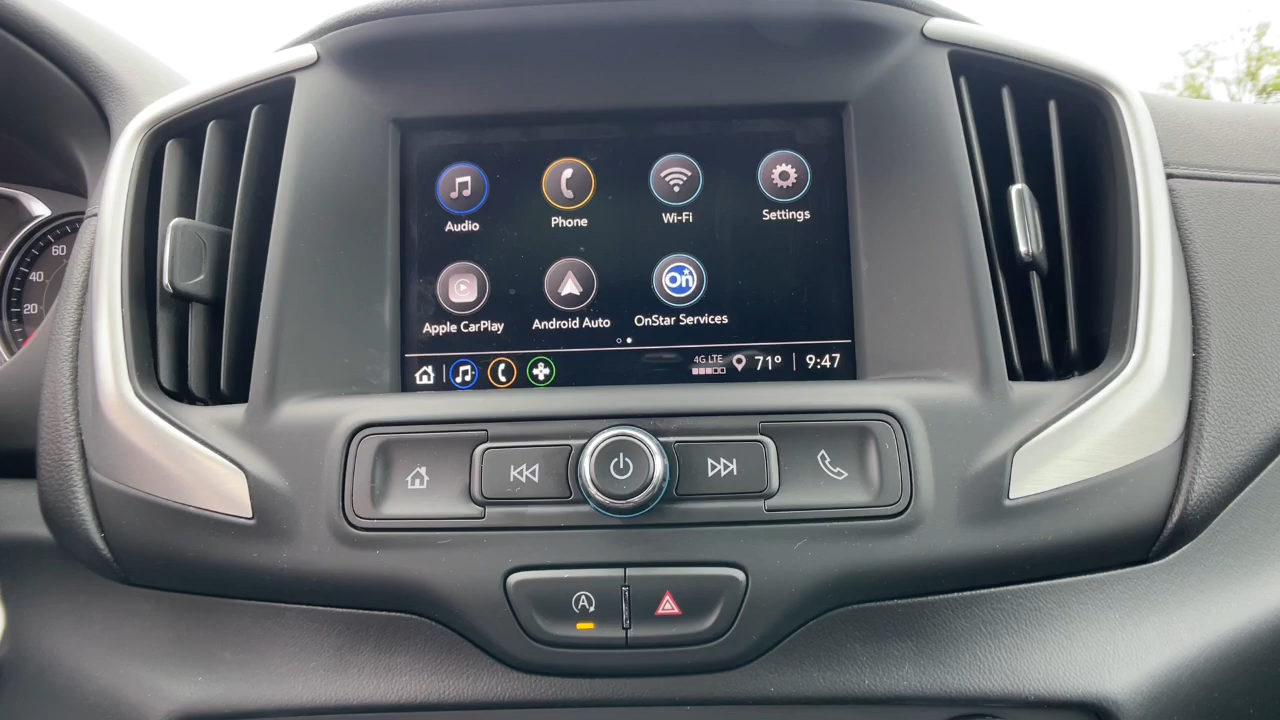 60
40
20
Audio
Phone
Wi-Fi
Settings
Apple CarPlay
Android Auto
On
OnStar Services
4G LTE
71°
9:47
A